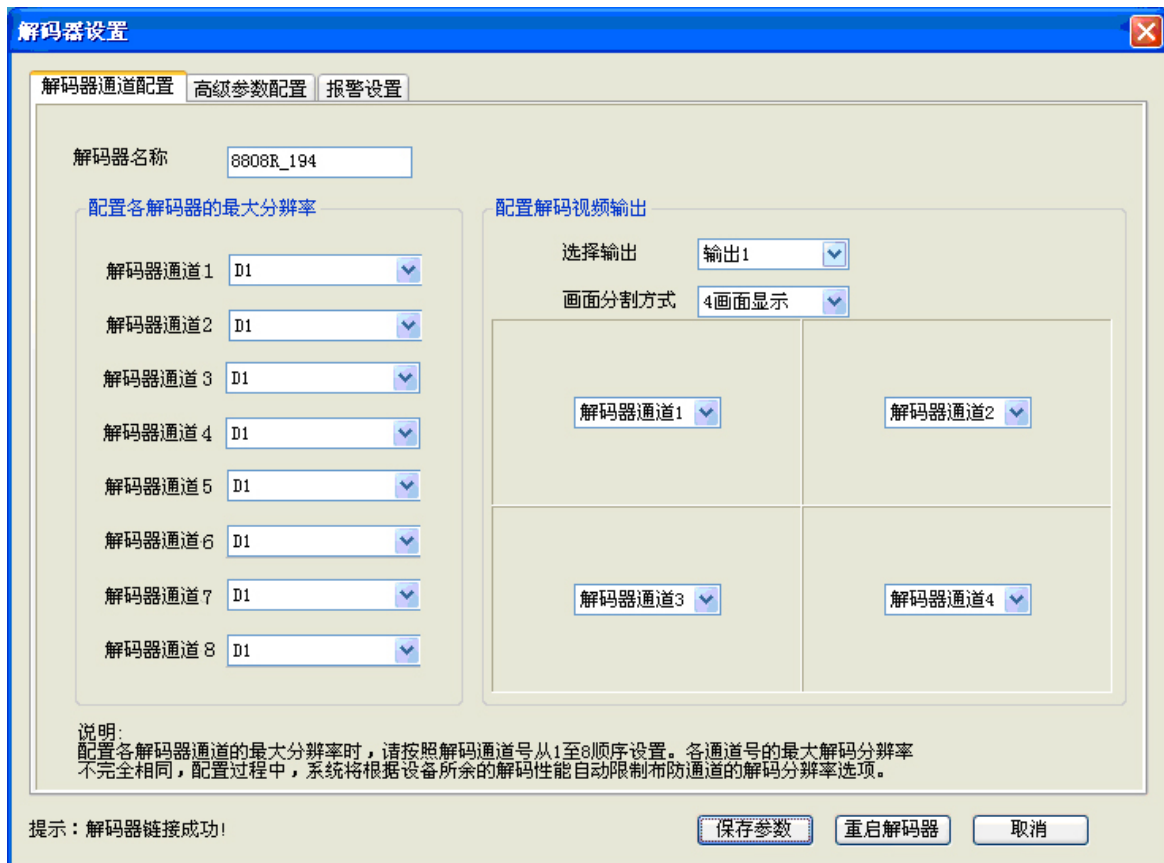 解码器设置
解码器通道配置 高级参数配置 报警设置
解码器名称 8808R_194
配置各解码器的最大分辨率
解码器通道1 D1
解码器通道2 D1
解码器通道3 D1
解码器通道4 D1
解码器通道5 D1
解码器通道6 D1
解码器通道7 D1
解码器通道8 D1
配置解码视频输出
选择输出 输出1
画面分割方式 4画面显示
解码器通道1 解码器通道2
解码器通道3 解码器通道4
说明:
配置各解码器通道的最大分辨率时，请按照解码通道号从1至8顺序设置。各通道号的最大解码分辨率
不完全相同，配置过程中，系统将根据设备所余的解码性能自动限制布防通道的解码分辨率选项。
提示：解码器链接成功!
保存参数 重启解码器 取消